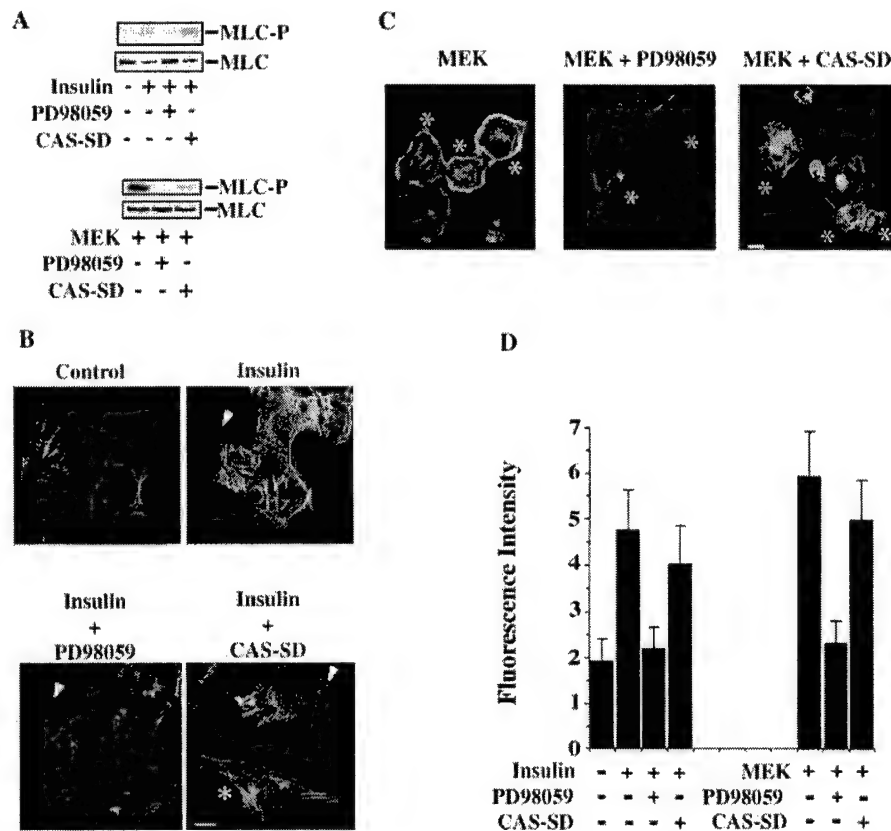 A
MLC-P
MLC
Insulin - + + +
PD98059 - - + -
CAS-SD - - - +
MLC-P
MLC
MEK + + +
PD98059 - + -
CAS-SD - - +
C
MEK
MEK + PD98059
MEK + CAS-SD
* * *
* *
* * *
B
Control
Insulin
Insulin
+
PD98059
Insulin
+
CAS-SD
*
D
Fluorescence Intensity
7
6
5
4
3
2
1
0
Insulin - + + +
PD98059 - - + -
CAS-SD - - - +
MEK + + +
PD98059 - + -
CAS-SD - - +